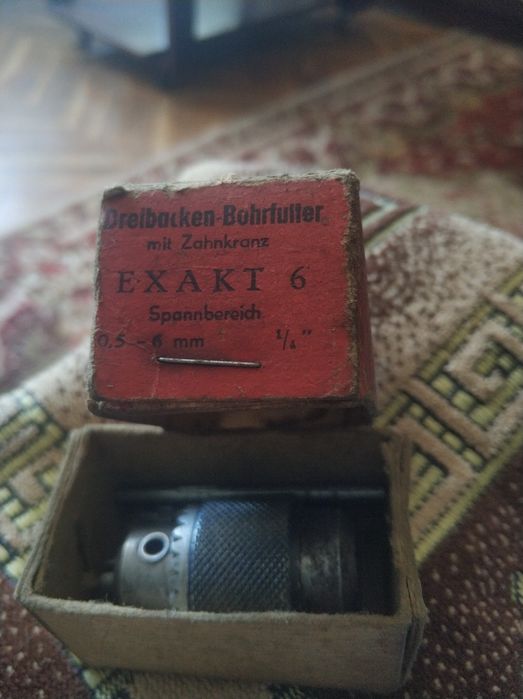 Dreibacken-Bohrfutter
mit Zahnkranz
EXAKT 6
Spannbereich
0,5 - 6 mm 1/4"